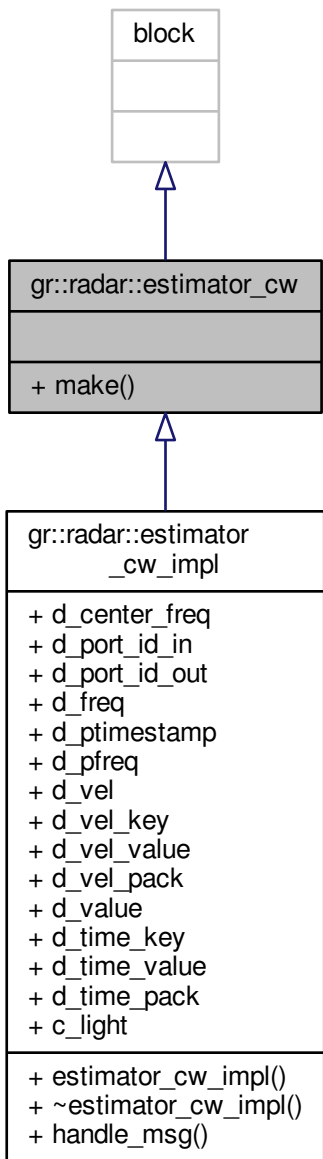 block
gr::radar::estimator_cw
+ make()
gr::radar::estimator
_cw_impl
+ d_center_freq
+ d_port_id_in
+ d_port_id_out
+ d_freq
+ d_ptimestamp
+ d_pfreq
+ d_vel
+ d_vel_key
+ d_vel_value
+ d_vel_pack
+ d_value
+ d_time_key
+ d_time_value
+ d_time_pack
+ c_light
+ estimator_cw_impl()
+ ~estimator_cw_impl()
+ handle_msg()